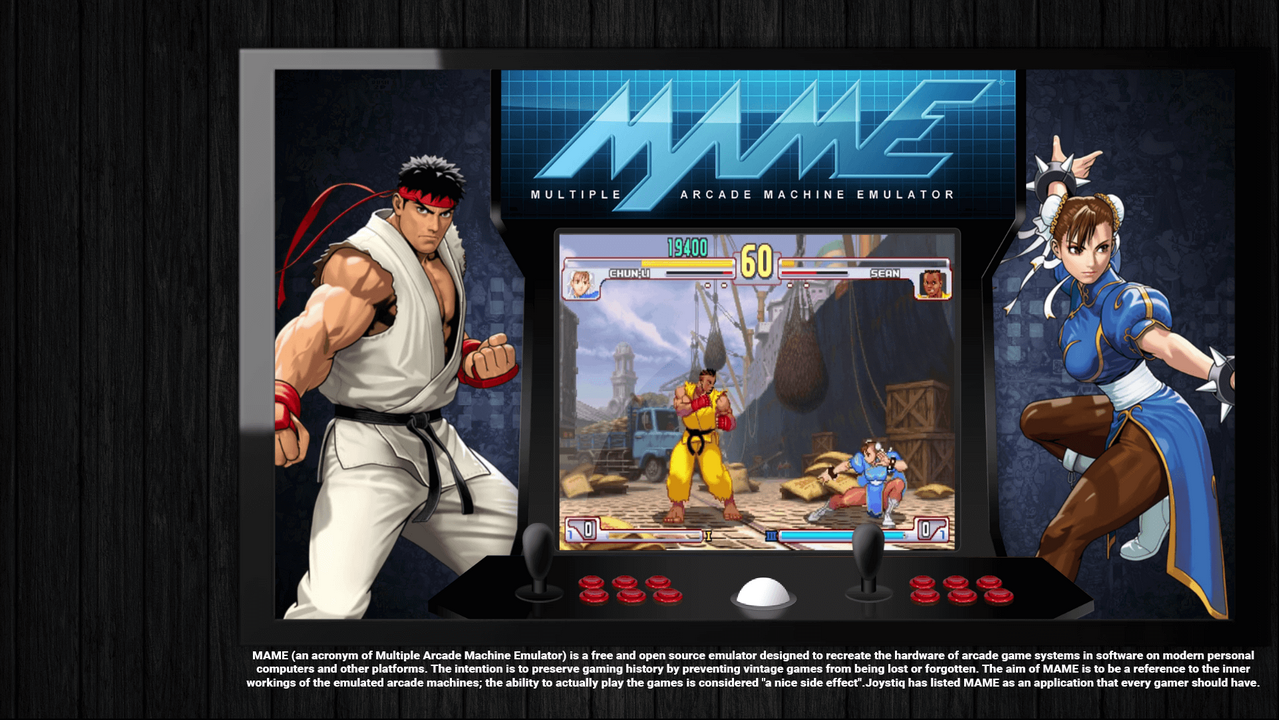 MAME
MULTIPLE ARCADE MACHINE EMULATOR
19400
60
CHUN-LI
SEAN
0
0
1
I
III
1
MAME (an acronym of Multiple Arcade Machine Emulator) is a free and open source emulator designed to recreate the hardware of arcade game systems in software on modern personal
computers and other platforms. The intention is to preserve gaming history by preventing vintage games from being lost or forgotten. The aim of MAME is to be a reference to the inner
workings of the emulated arcade machines; the ability to actually play the games is considered "a nice side effect".Joystiq has listed MAME as an application that every gamer should have.